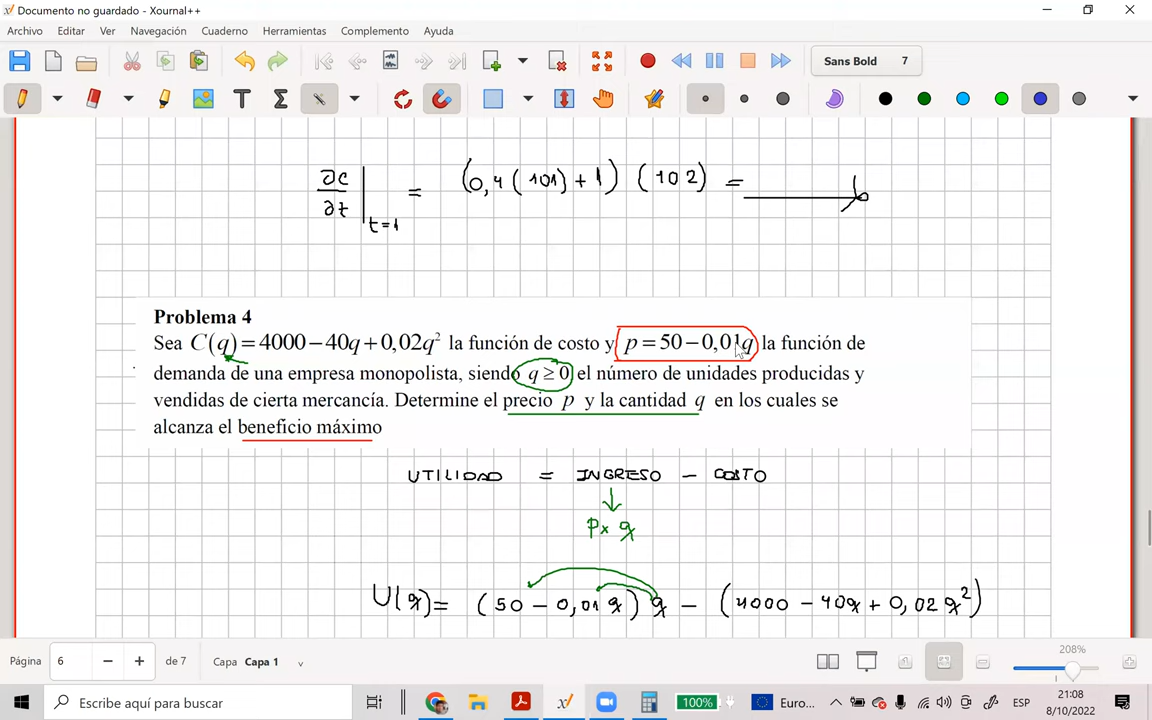 Documento no guardado - Xournal++
Archivo Editar Ver Navegación Cuaderno Herramientas Complemento Ayuda
Sans Bold 7
∂c/∂t |t=1 = (0,4(101)+1)(102) =
Problema 4
Sea C(q)=4000−40q+0,02q² la función de costo y p=50−0,01q la función de
demanda de una empresa monopolista, siendo q≥0 el número de unidades producidas y
vendidas de cierta mercancía. Determine el precio p y la cantidad q en los cuales se
alcanza el beneficio máximo
UTILIDAD = INGRESO − COSTO
P× q
U(q)= (50−0,01q)q − (4000−40q+0,02q²)
Página 6 de 7 Capa Capa 1 208%
Escribe aquí para buscar 100% Euro... ESP 21:08
8/10/2022